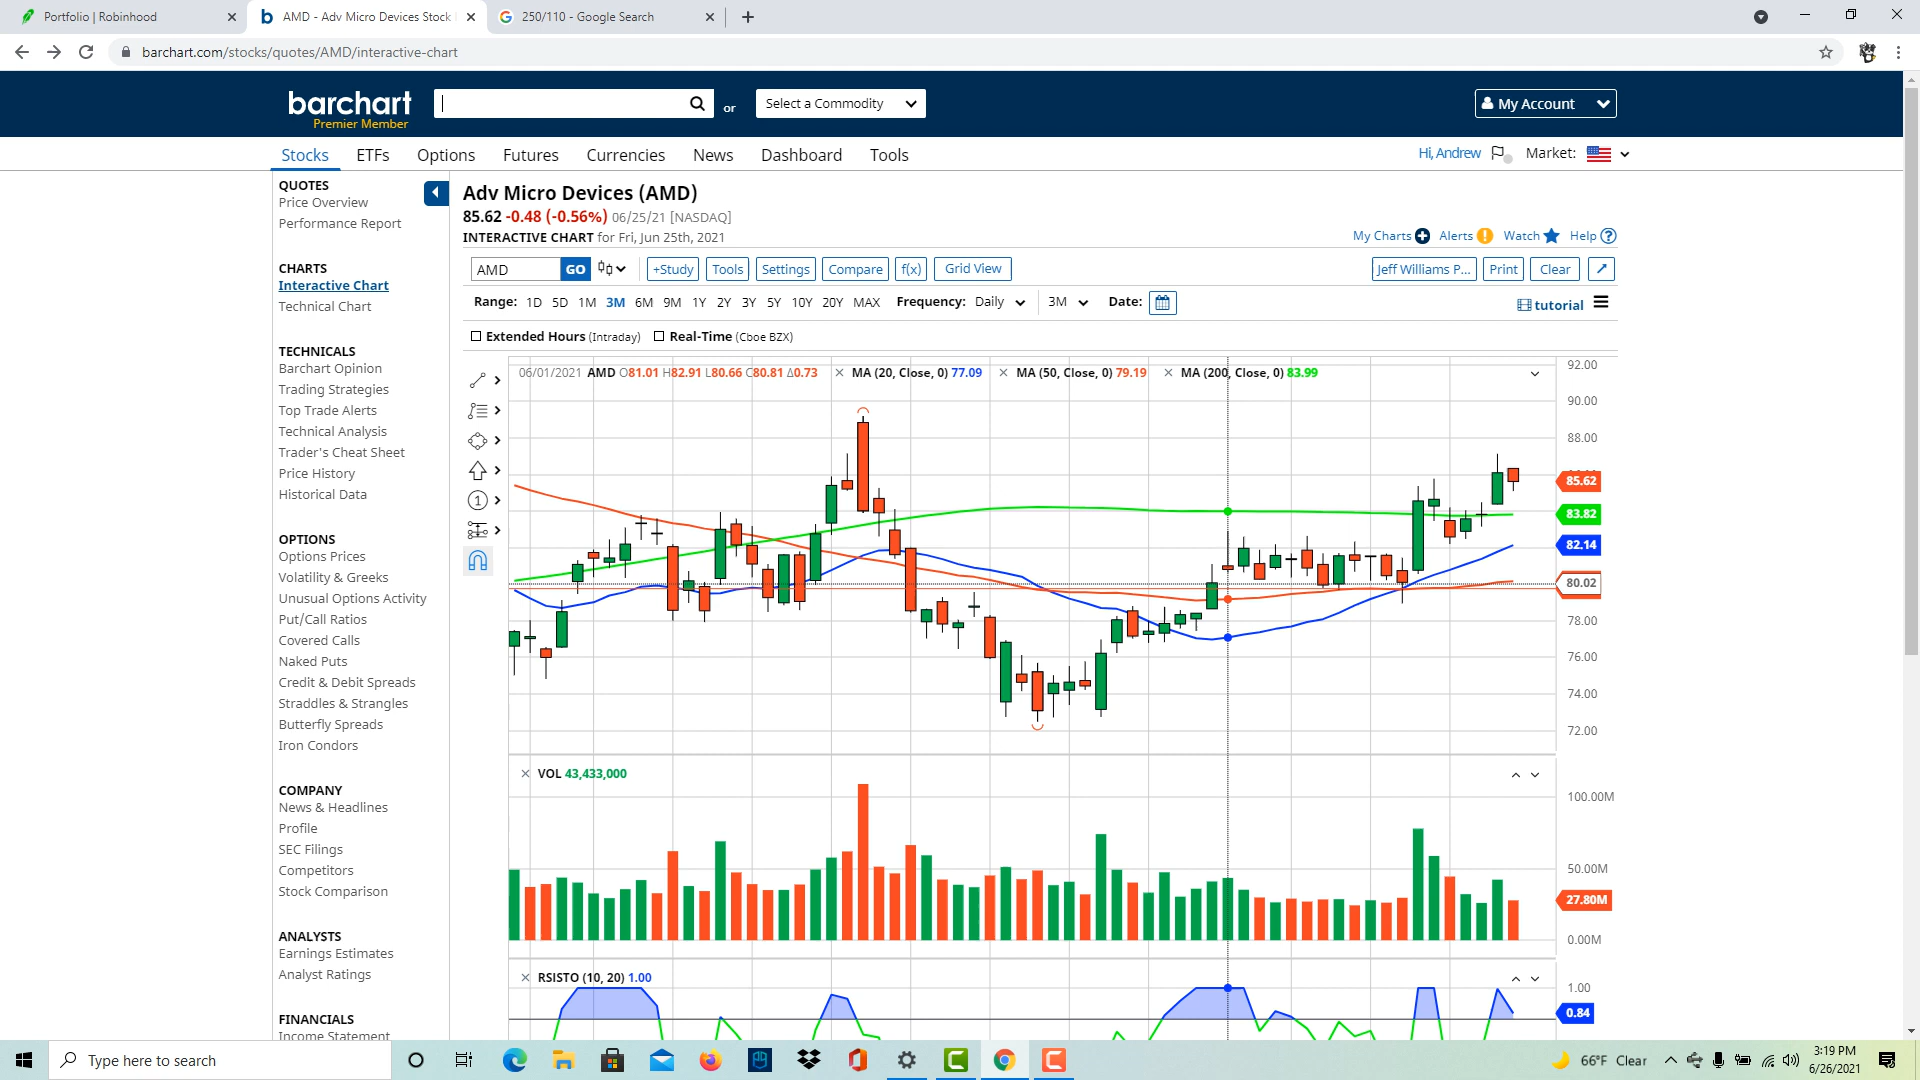 Portfolio | Robinhood
AMD - Adv Micro Devices Stock
250/110 - Google Search
barchart.com/stocks/quotes/AMD/interactive-chart
barchart
Premier Member
or
Select a Commodity
My Account
Stocks ETFs Options Futures Currencies News Dashboard Tools
Hi, Andrew
Market:
QUOTES
Price Overview
Performance Report
CHARTS
Interactive Chart
Technical Chart
TECHNICALS
Barchart Opinion
Trading Strategies
Top Trade Alerts
Technical Analysis
Trader's Cheat Sheet
Price History
Historical Data
OPTIONS
Options Prices
Volatility & Greeks
Unusual Options Activity
Put/Call Ratios
Covered Calls
Naked Puts
Credit & Debit Spreads
Straddles & Strangles
Butterfly Spreads
Iron Condors
COMPANY
News & Headlines
Profile
SEC Filings
Competitors
Stock Comparison
ANALYSTS
Earnings Estimates
Analyst Ratings
FINANCIALS
Income Statement
Adv Micro Devices (AMD)
85.62 -0.48 (-0.56%) 06/25/21 [NASDAQ]
INTERACTIVE CHART for Fri, Jun 25th, 2021
My Charts Alerts Watch Help
AMD GO +Study Tools Settings Compare f(x) Grid View
Jeff Williams P... Print Clear
Range: 1D 5D 1M 3M 6M 9M 1Y 2Y 3Y 5Y 10Y 20Y MAX Frequency: Daily 3M Date:
tutorial
Extended Hours (Intraday) Real-Time (Cboe BZX)
06/01/2021 AMD O81.01 H82.91 L80.66 C80.81 Δ0.73 MA (20, Close, 0) 77.09 MA (50, Close, 0) 79.19 MA (200, Close, 0) 83.99
92.00
90.00
88.00
85.62
83.82
82.14
80.02
78.00
76.00
74.00
72.00
VOL 43,433,000
100.00M
50.00M
27.80M
0.00M
RSISTO (10, 20) 1.00
1.00
0.84
Type here to search
66°F Clear
3:19 PM
6/26/2021